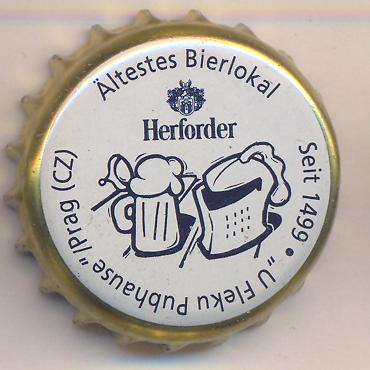 Ältestes Bierlokal
Seit 1499 • „U Fleku Pubhause“/Prag (CZ)
Herforder